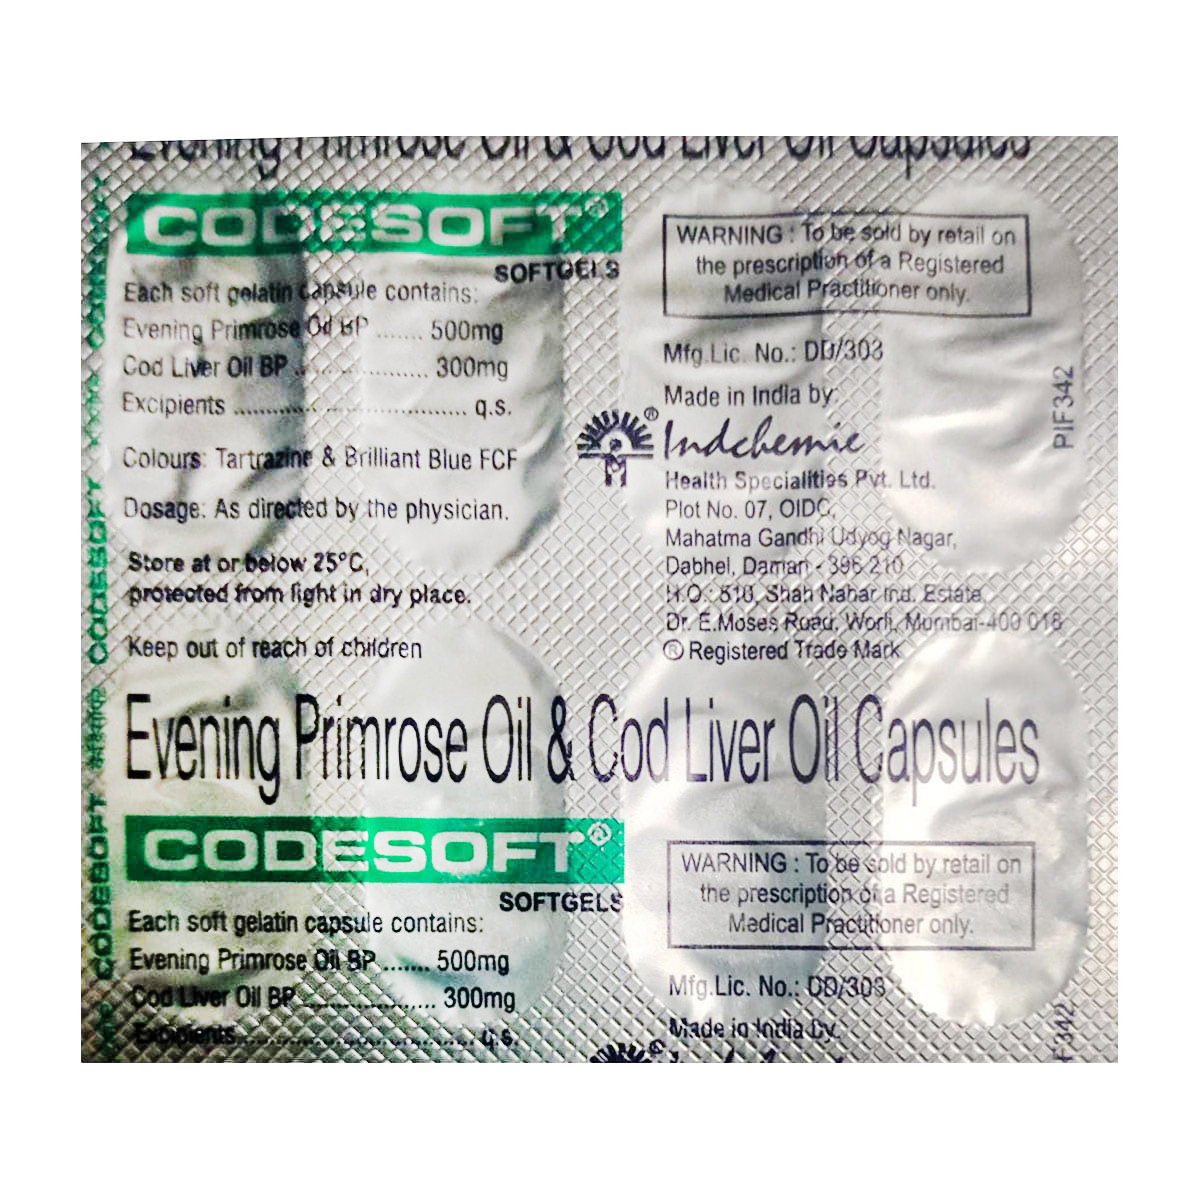 Evening Primrose Oil & Cod Liver Oil Capsules
CODESOFT®
SOFTGELS
Each soft gelatin capsule contains:
Evening Primrose Oil BP ....... 500mg
Cod Liver Oil BP .................... 300mg
Excipients ................................... q.s.
Colours: Tartrazine & Brilliant Blue FCF
Dosage: As directed by the physician.
Store at or below 25°C,
protected from light in dry place.
Keep out of reach of children
WARNING : To be sold by retail on
the prescription of a Registered
Medical Practitioner only.
Mfg.Lic. No.: DD/303
Made in India by:
Indchemie®
Health Specialities Pvt. Ltd.
Plot No. 07, OIDC,
Mahatma Gandhi Udyog Nagar,
Dabhel, Daman - 396 210
H.O.: 510, Shah Nahar Ind. Estate,
Dr. E.Moses Road, Worli, Mumbai-400 018
® Registered Trade Mark
PIF342
CODESOFT
CODESOFT
Evening Primrose Oil & Cod Liver Oil Capsules
CODESOFT®
SOFTGELS
Each soft gelatin capsule contains:
Evening Primrose Oil BP ....... 500mg
Cod Liver Oil BP .................... 300mg
Excipients ................................... q.s.
WARNING : To be sold by retail on
the prescription of a Registered
Medical Practitioner only.
Mfg.Lic. No.: DD/303
Made in India by:
F342